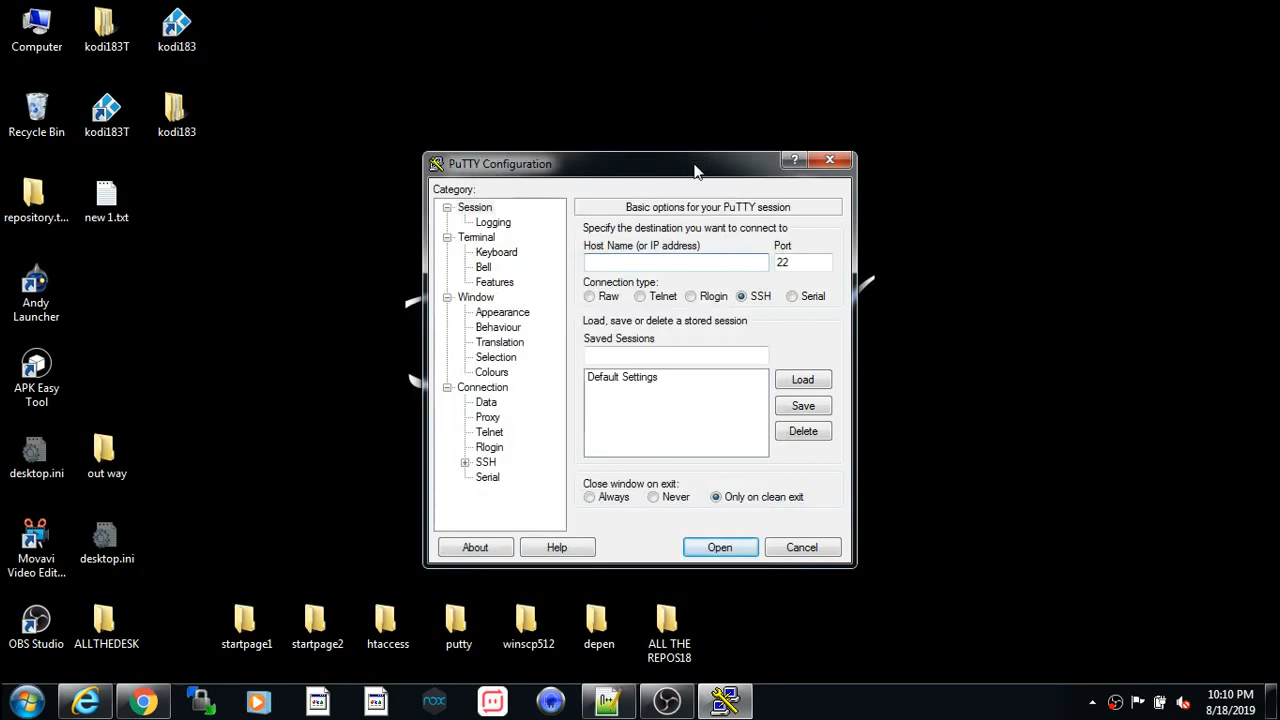 Computer
kodi183T
kodi183
Recycle Bin
kodi183T
kodi183
repository.t...
new 1.txt
Andy
Launcher
APK Easy
Tool
desktop.ini
out way
Movavi
Video Edit...
desktop.ini
OBS Studio
ALLTHEDESK
startpage1
startpage2
htaccess
putty
winscp512
depen
ALL THE
REPOS18
PuTTY Configuration
?
Category:
Session
Logging
Terminal
Keyboard
Bell
Features
Window
Appearance
Behaviour
Translation
Selection
Colours
Connection
Data
Proxy
Telnet
Rlogin
SSH
Serial
Basic options for your PuTTY session
Specify the destination you want to connect to
Host Name (or IP address)
Port
22
Connection type:
Raw
Telnet
Rlogin
SSH
Serial
Load, save or delete a stored session
Saved Sessions
Default Settings
Load
Save
Delete
Close window on exit:
Always
Never
Only on clean exit
About
Help
Open
Cancel
nox
10:10 PM
8/18/2019